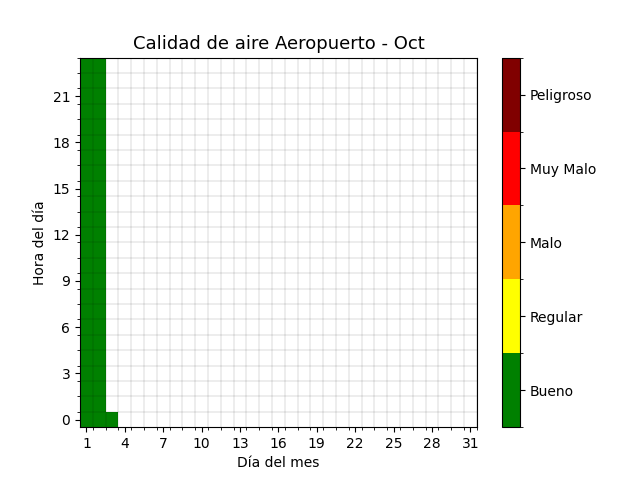 Calidad de aire Aeropuerto - Oct
Hora del día
21
18
15
12
9
6
3
0
1 4 7 10 13 16 19 22 25 28 31
Día del mes
Peligroso
Muy Malo
Malo
Regular
Bueno